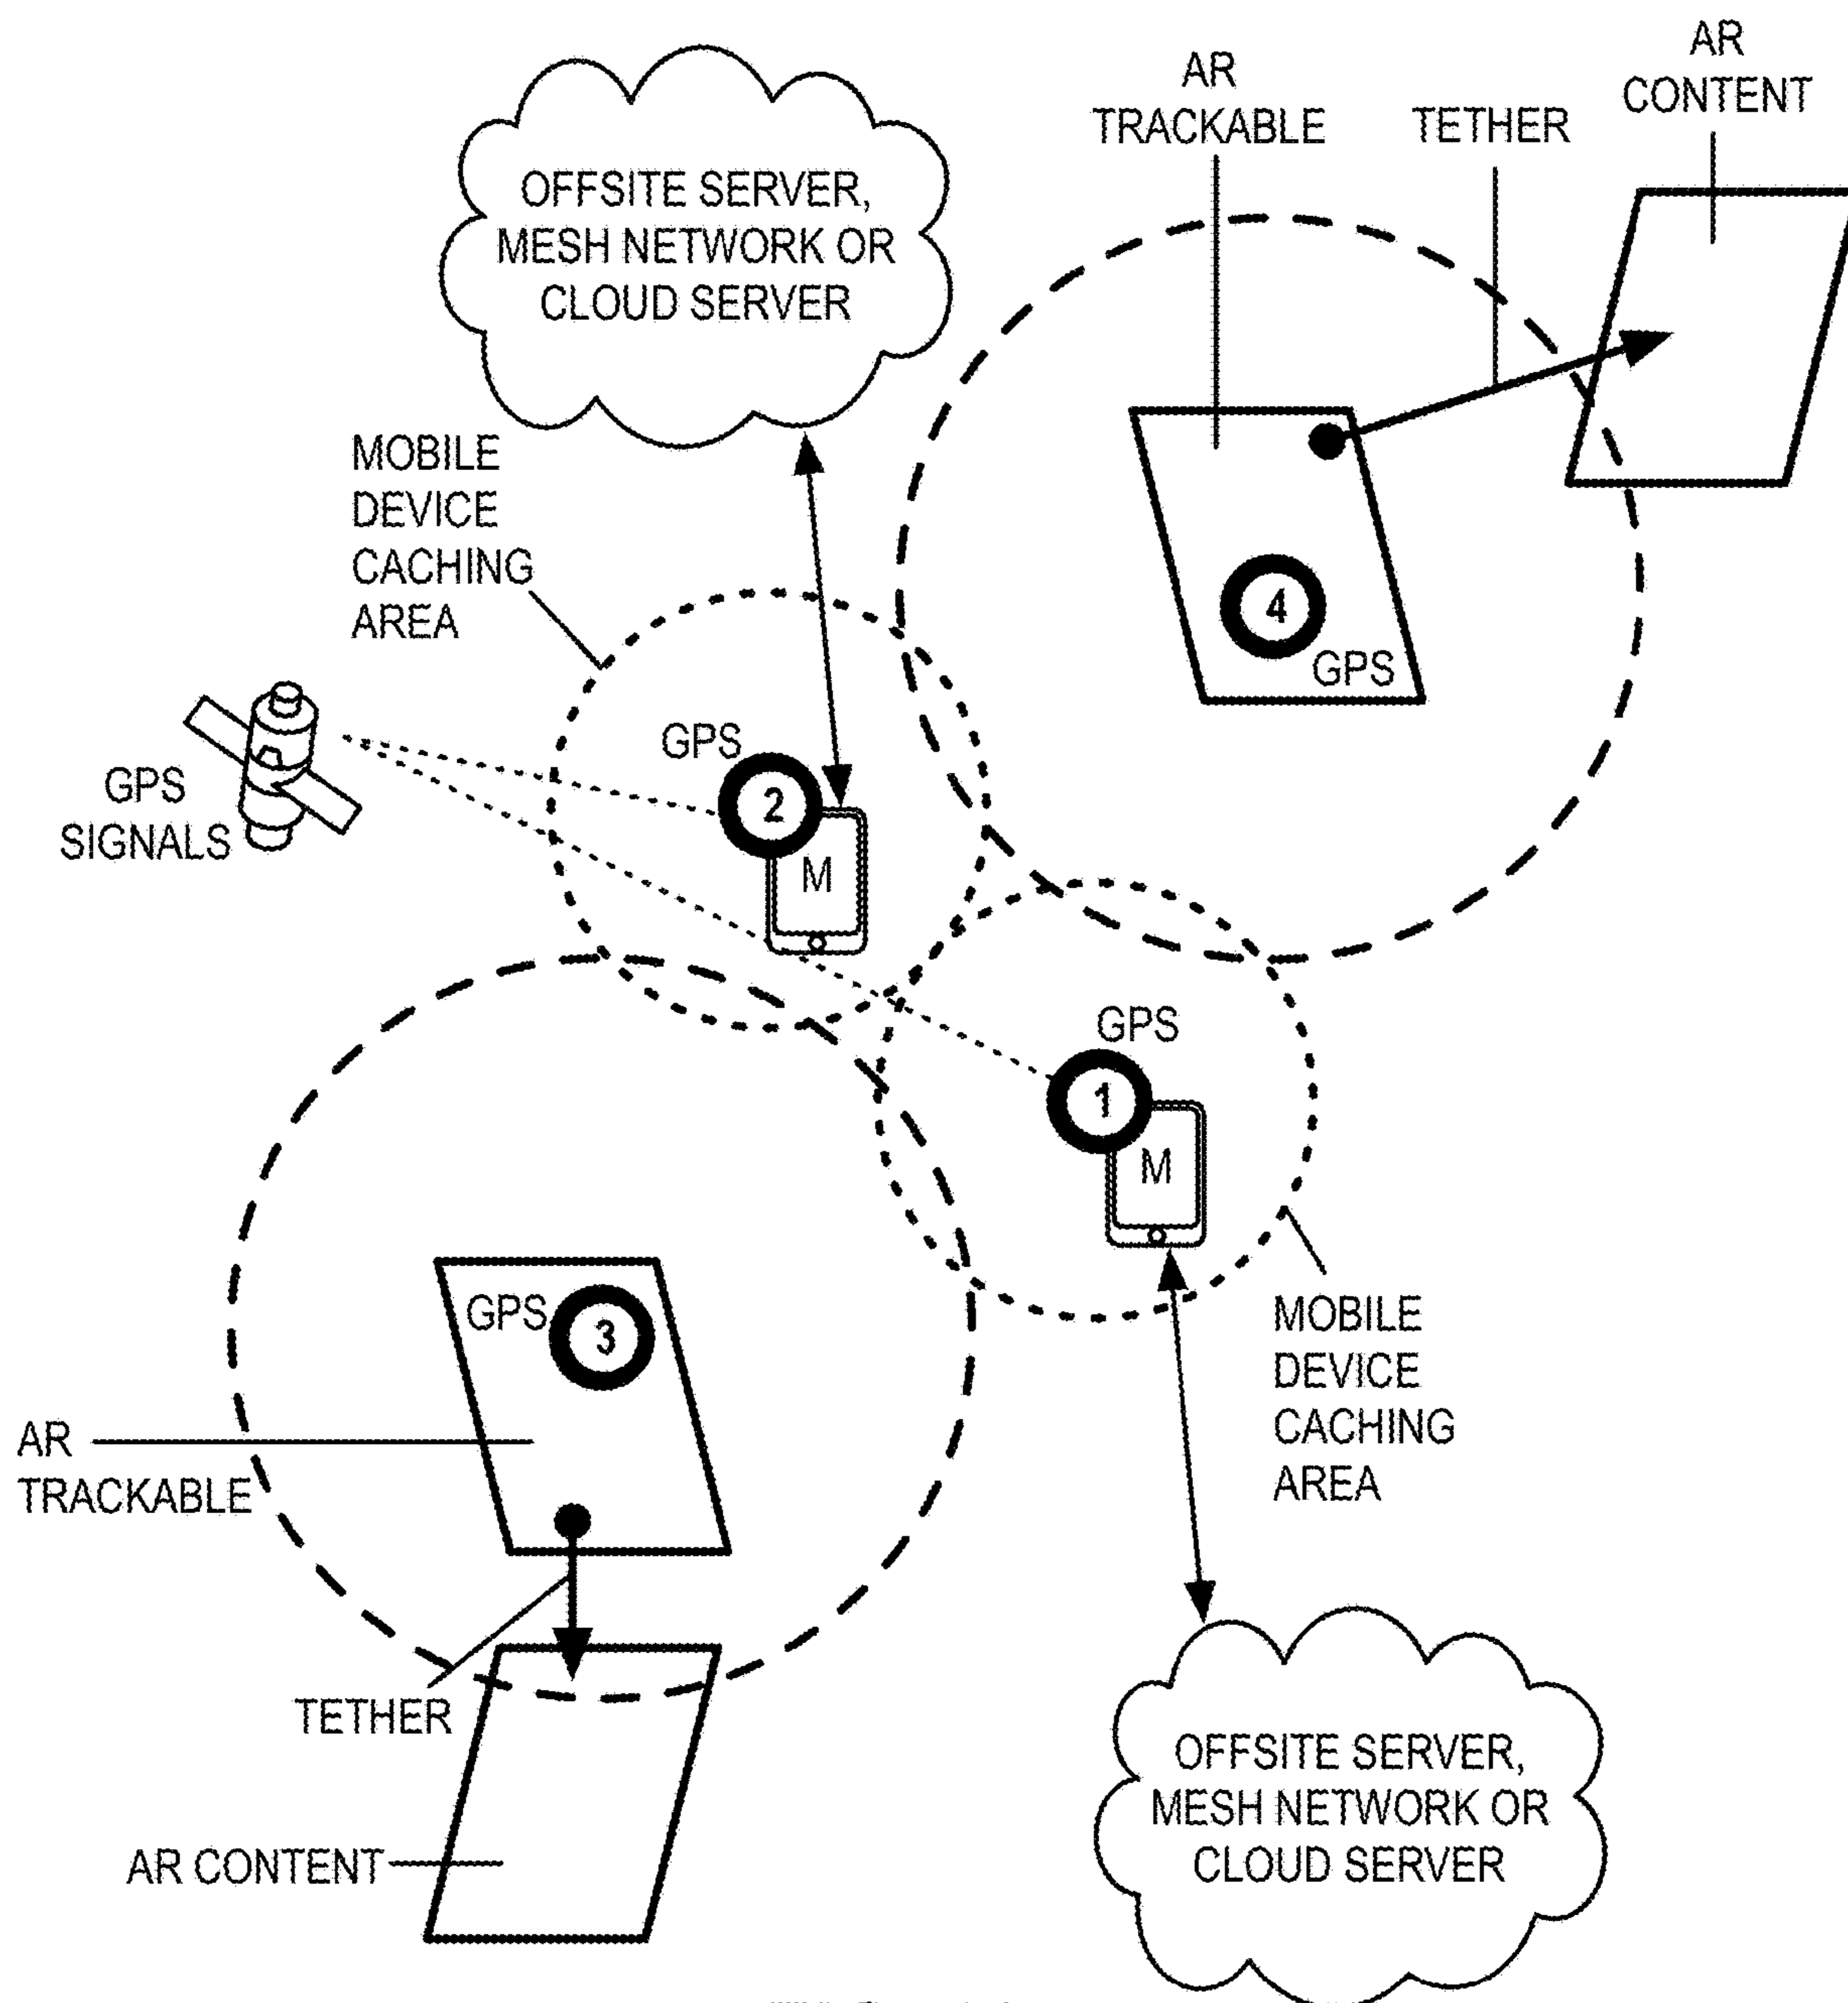 AR
TRACKABLE
TETHER
AR
CONTENT
OFFSITE SERVER,
MESH NETWORK OR
CLOUD SERVER
MOBILE
DEVICE
CACHING
AREA
4
GPS
GPS
SIGNALS
GPS
2
M
GPS
1
M
GPS
3
AR
TRACKABLE
MOBILE
DEVICE
CACHING
AREA
TETHER
AR CONTENT
OFFSITE SERVER,
MESH NETWORK OR
CLOUD SERVER